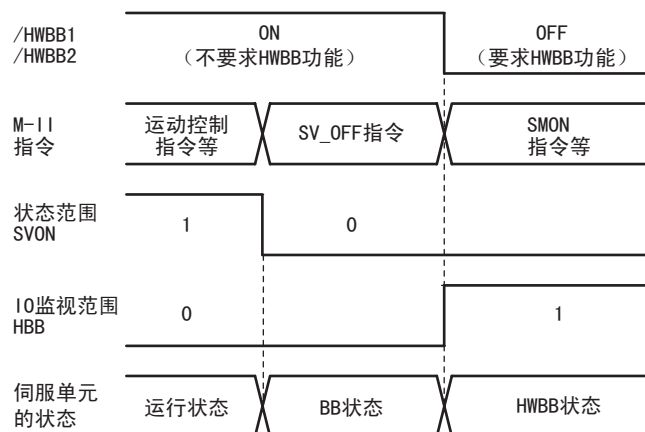 /HWBB1
/HWBB2
ON
（不要求HWBB功能）
OFF
（要求HWBB功能）
M-II
指令
运动控制
指令等
SV_OFF指令
SMON
指令等
状态范围
SVON
1
0
IO监视范围
HBB
0
1
伺服单元
的状态
运行状态
BB状态
HWBB状态